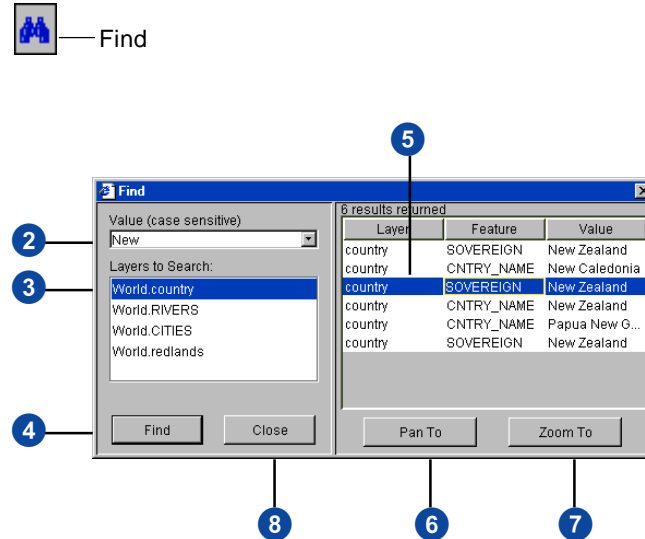 Find
5
Find
Value (case sensitive)
New
2
Layers to Search:
3
World.country
World.RIVERS
World.CITIES
World.redlands
4
Find Close
6 results returned
Layer Feature Value
country SOVEREIGN New Zealand
country CNTRY_NAME New Caledonia
country SOVEREIGN New Zealand
country CNTRY_NAME New Zealand
country CNTRY_NAME Papua New G...
country SOVEREIGN New Zealand
Pan To Zoom To
8 6 7